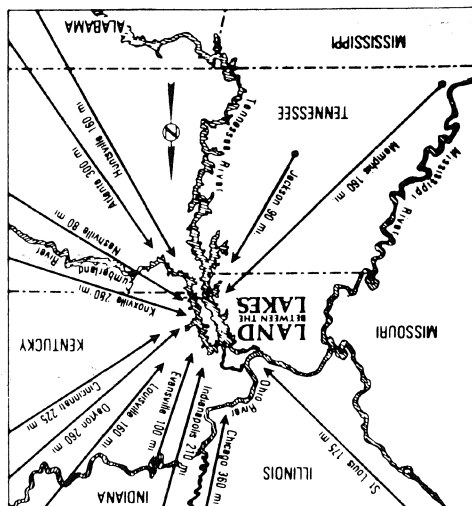 INDIANA
ILLINOIS
St. Louis 175 mi.
Chicago 360 mi.
Indianapolis 210 mi.
Evansville 100 mi.
Louisville 160 mi.
Dayton 260 mi.
Cincinnati 225 mi.
Ohio River
KENTUCKY
MISSOURI
LAND
BETWEEN THE
LAKES
Knoxville 280 mi.
Cumberland River
Nashville 80 mi.
Atlanta 300 mi.
Huntsville 160 mi.
Jackson 90 mi.
Memphis 160 mi.
Mississippi River
Tennessee River
N
TENNESSEE
MISSISSIPPI
ALABAMA